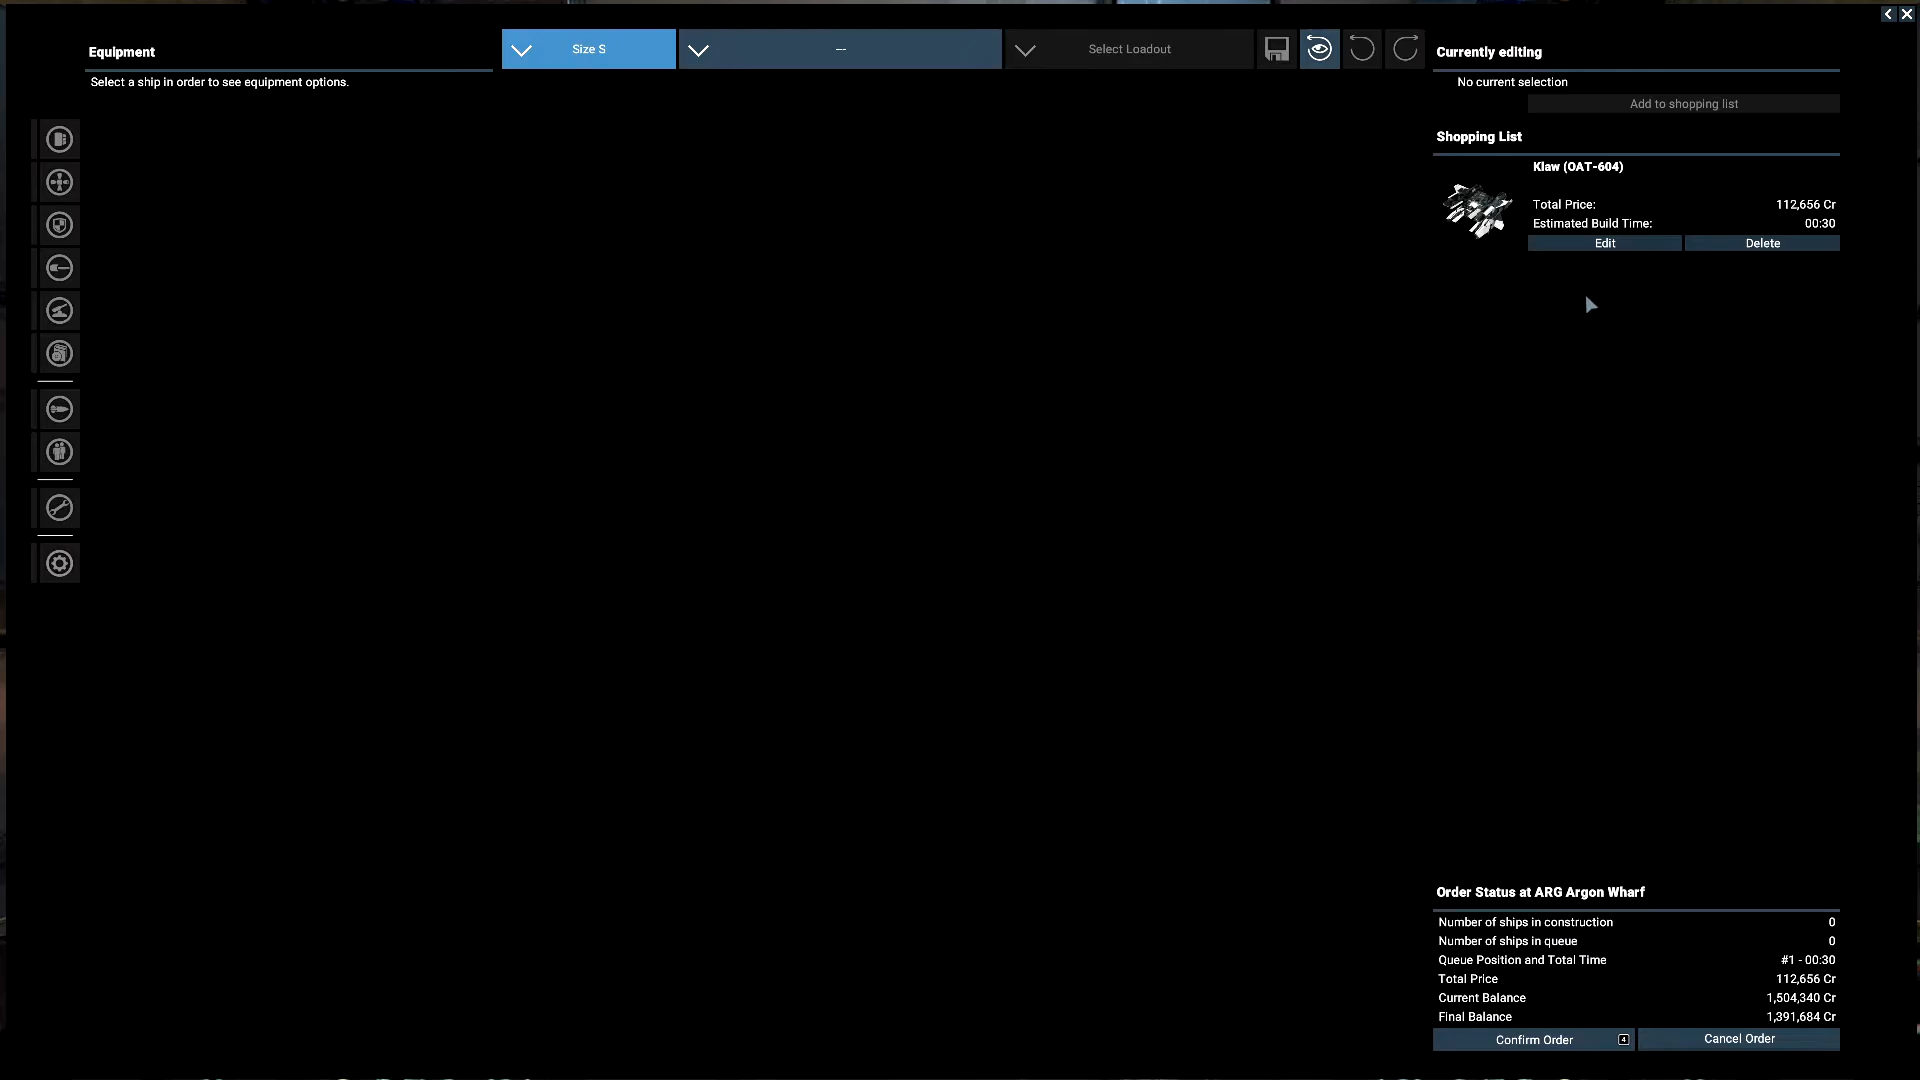 Equipment
Select a ship in order to see equipment options.
Size S
---
Select Loadout
Currently editing
No current selection
Add to shopping list
Shopping List
Klaw (OAT-604)
Total Price: 112,656 Cr
Estimated Build Time: 00:30
Edit Delete
Order Status at ARG Argon Wharf
Number of ships in construction 0
Number of ships in queue 0
Queue Position and Total Time #1 - 00:30
Total Price 112,656 Cr
Current Balance 1,504,340 Cr
Final Balance 1,391,684 Cr
Confirm Order 4 Cancel Order